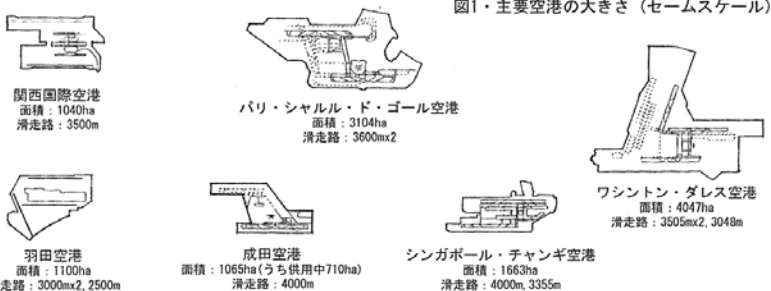 図1・主要空港の大きさ（セームスケール）
関西国際空港
面積：1040ha
滑走路：3500m
パリ・シャルル・ド・ゴール空港
面積：3104ha
滑走路：3600mx2
ワシントン・ダレス空港
面積：4047ha
滑走路：3505mx2, 3048m
羽田空港
面積：1100ha
走路：3000mx2, 2500m
成田空港
面積：1065ha(うち供用中710ha)
滑走路：4000m
シンガポール・チャンギ空港
面積：1663ha
滑走路：4000m, 3355m